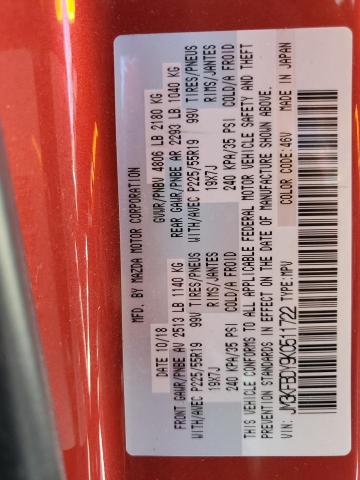 MFD. BY MAZDA MOTOR CORPORATION
DATE: 10/18 GVWR/PNBV 4806 LB 2180 KG
FRONT GAWR/PNBE AV 2513 LB 1140 KG REAR GAWR/PNBE AR 2293 LB 1040 KG
WITH/AVEC P225/55R19 99V TIRES/PNEUS WITH/AVEC P225/55R19 99V TIRES/PNEUS
19X7J RIMS/JANTES 19X7J RIMS/JANTES
240 KPA/35 PSI COLD/A FROID 240 KPA/35 PSI COLD/A FROID
THIS VEHICLE CONFORMS TO ALL APPLICABLE FEDERAL MOTOR VEHICLE SAFETY AND THEFT
PREVENTION STANDARDS IN EFFECT ON THE DATE OF MANUFACTURE SHOWN ABOVE.
VIN: JM3KFBDY9K0511722 TYPE: MPV COLOR CODE: 46V MADE IN JAPAN